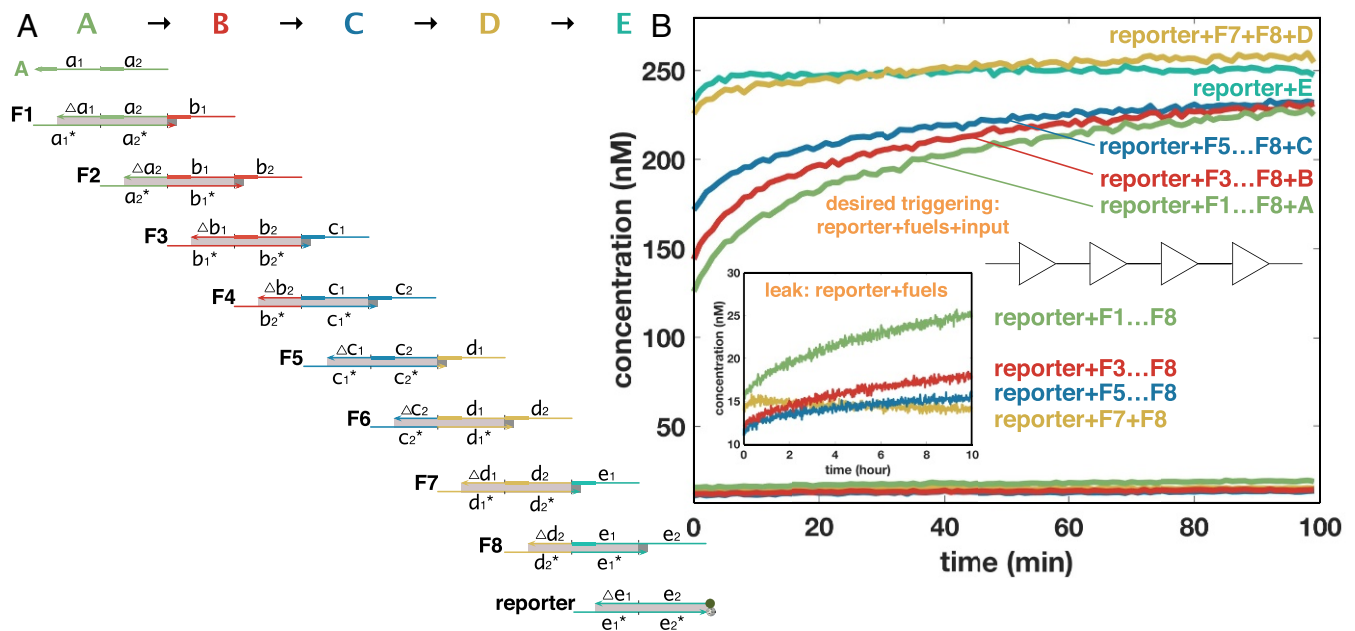 A
A → B → C → D → E
A
a₁ a₂
F1
△a₁ a₂ b₁
a₁* a₂*
F2
△a₂ b₁ b₂
a₂* b₁*
F3
△b₁ b₂ c₁
b₁* b₂*
F4
△b₂ c₁ c₂
b₂* c₁*
F5
△c₁ c₂ d₁
c₁* c₂*
F6
△c₂ d₁ d₂
c₂* d₁*
F7
△d₁ d₂ e₁
d₁* d₂*
F8
△d₂ e₁ e₂
d₂* e₁*
reporter
△e₁ e₂
e₁* e₂*
B
concentration (nM)
250
200
150
100
50
0 20 40 60 80 100
time (min)
reporter+F7+F8+D
reporter+E
reporter+F5...F8+C
reporter+F3...F8+B
reporter+F1...F8+A
desired triggering:
reporter+fuels+input
leak: reporter+fuels
concentration (nM)
30
25
20
15
10
0 2 4 6 8 10
time (hour)
reporter+F1...F8
reporter+F3...F8
reporter+F5...F8
reporter+F7+F8